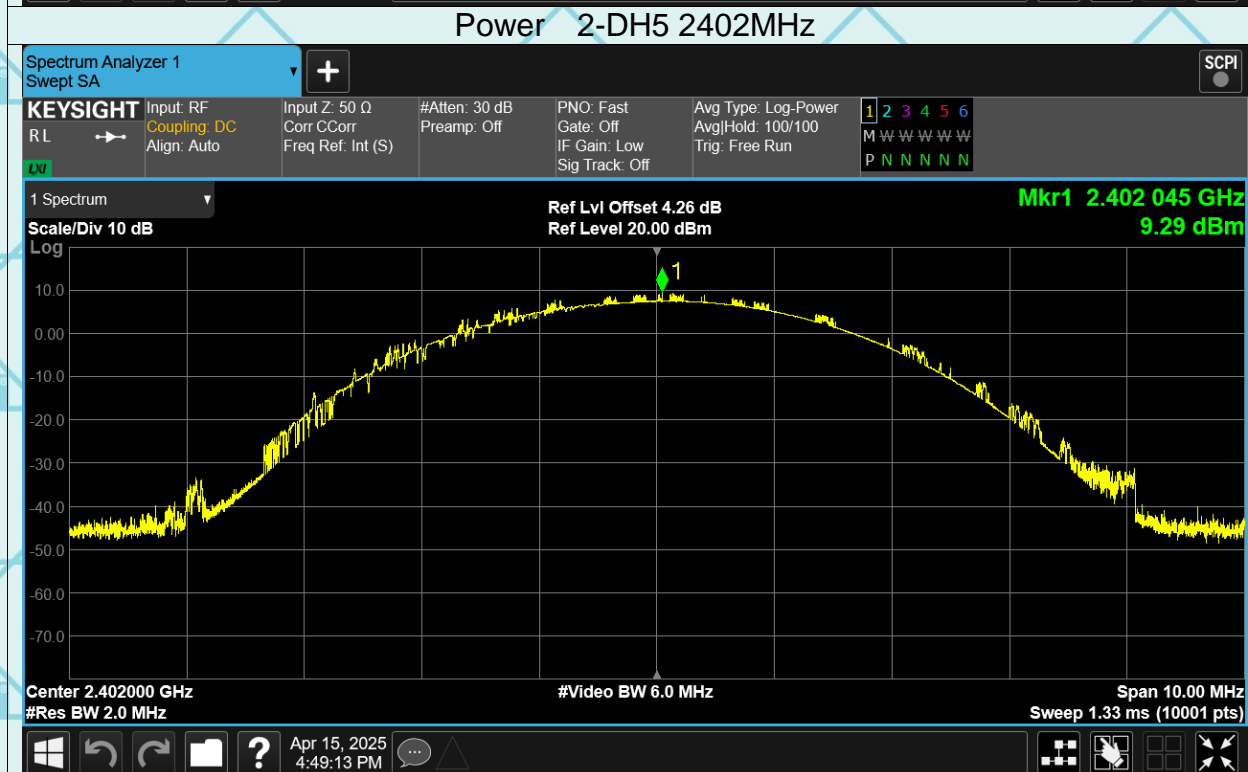 Power 2-DH5 2402MHz
Spectrum Analyzer 1
Swept SA
+
SCPI
KEYSIGHT
RL
LXI
Input: RF
Coupling: DC
Align: Auto
Input Z: 50 Ω
Corr CCorr
Freq Ref: Int (S)
#Atten: 30 dB
Preamp: Off
PNO: Fast
Gate: Off
IF Gain: Low
Sig Track: Off
Avg Type: Log-Power
Avg|Hold: 100/100
Trig: Free Run
1 2 3 4 5 6
M W W W W W
P N N N N N
1 Spectrum
Scale/Div 10 dB
Ref Lvl Offset 4.26 dB
Ref Level 20.00 dBm
Mkr1 2.402 045 GHz
9.29 dBm
Log
1
10.0
0.00
-10.0
-20.0
-30.0
-40.0
-50.0
-60.0
-70.0
Center 2.402000 GHz
#Video BW 6.0 MHz
Span 10.00 MHz
#Res BW 2.0 MHz
Sweep 1.33 ms (10001 pts)
?
Apr 15, 2025
4:49:13 PM